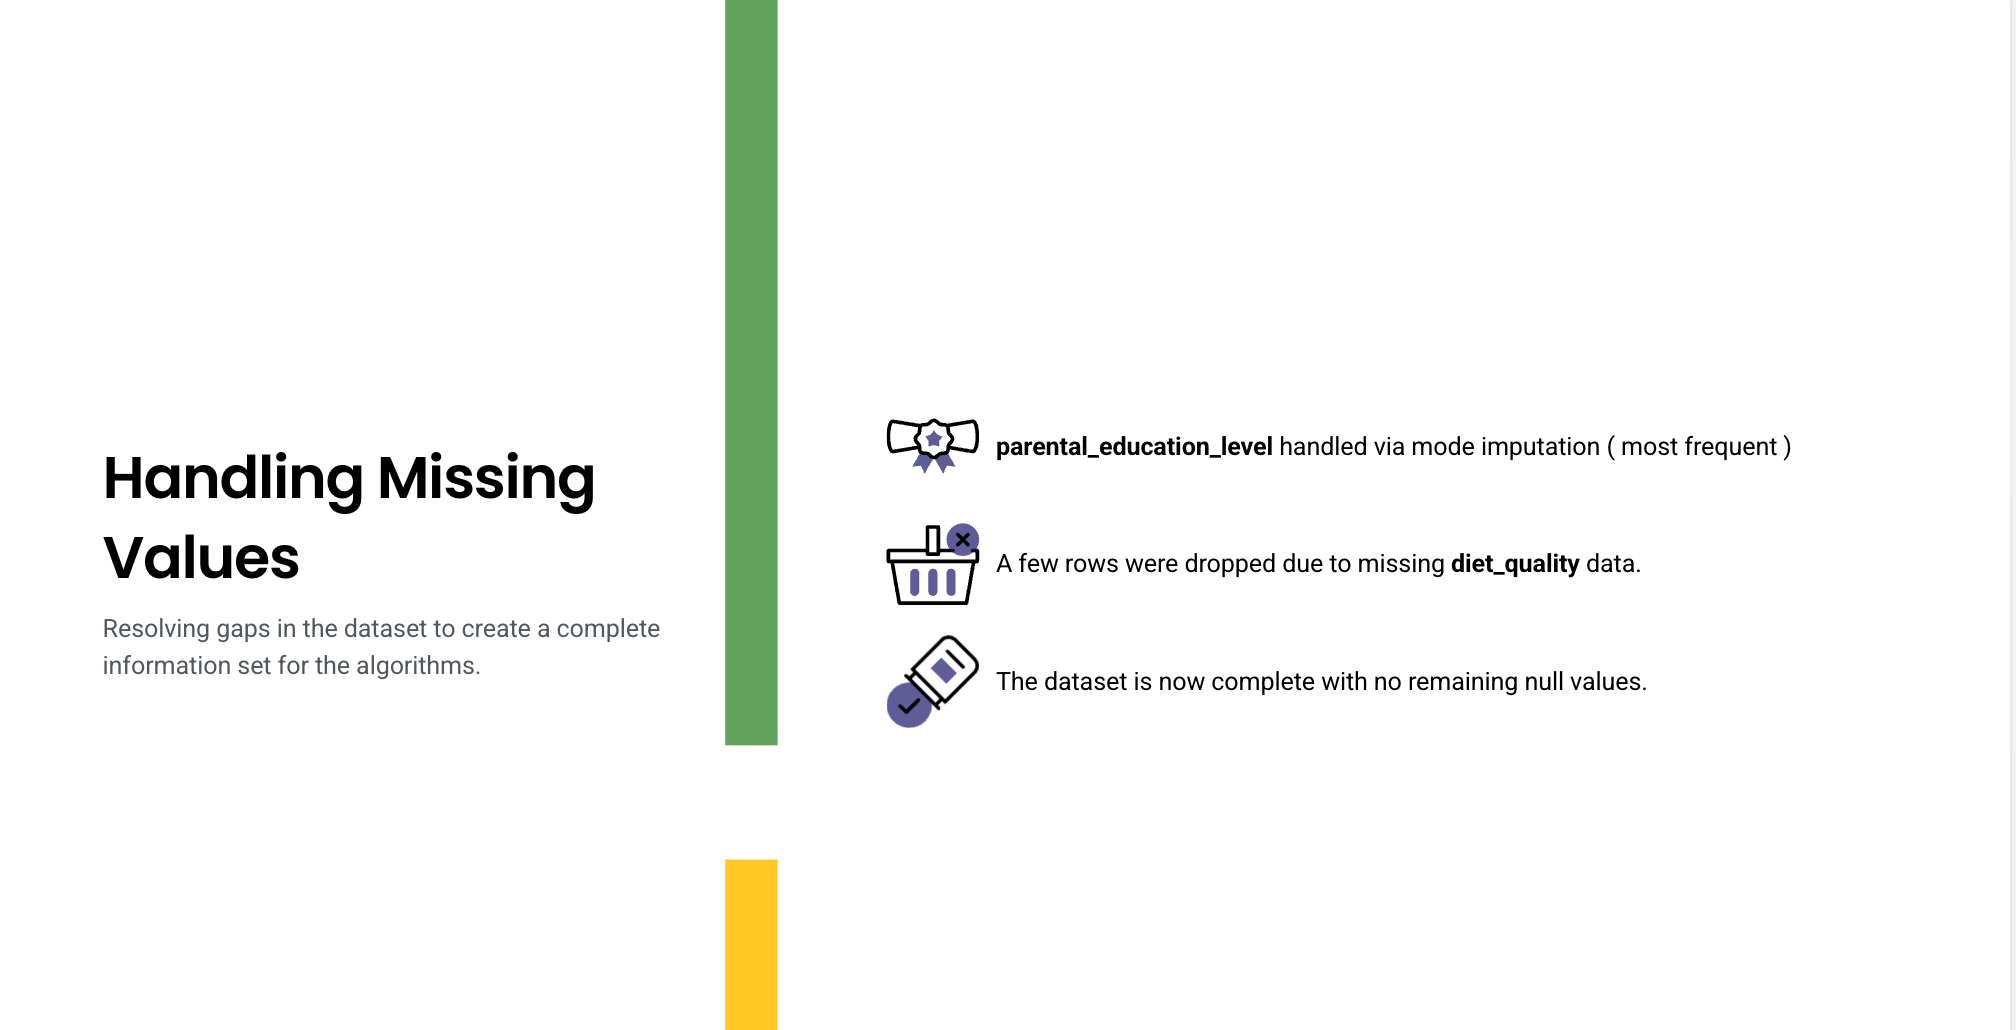 Handling Missing
Values
Resolving gaps in the dataset to create a complete
information set for the algorithms.
parental_education_level handled via mode imputation ( most frequent )
A few rows were dropped due to missing diet_quality data.
The dataset is now complete with no remaining null values.